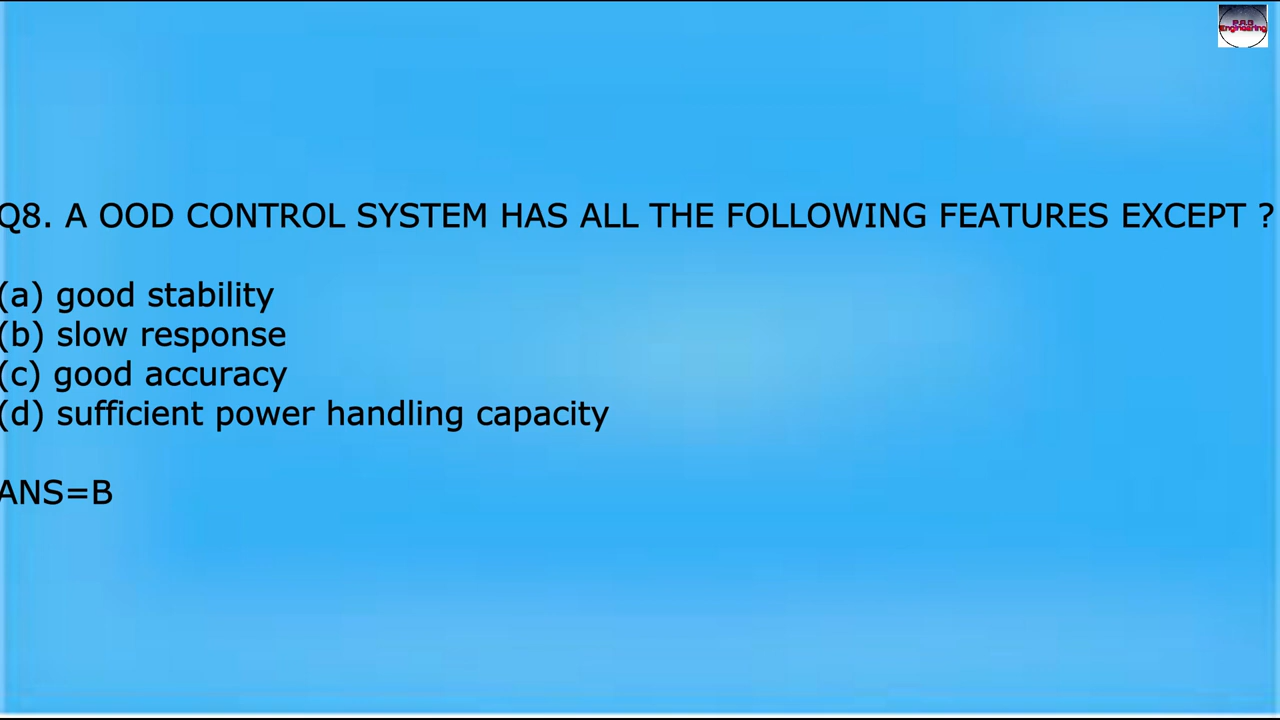 P.A.G
Engineering
Q8. A OOD CONTROL SYSTEM HAS ALL THE FOLLOWING FEATURES EXCEPT ?
(a) good stability
(b) slow response
(c) good accuracy
(d) sufficient power handling capacity
ANS=B